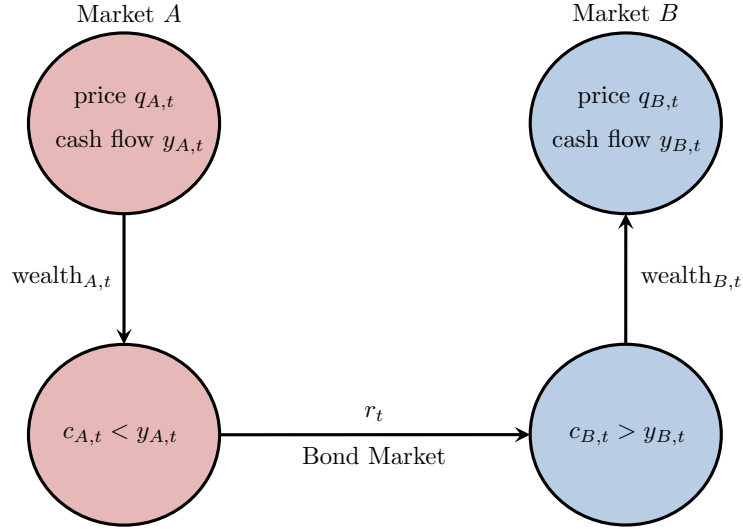 Market A
Market B
price q_{A,t}
cash flow y_{A,t}
price q_{B,t}
cash flow y_{B,t}
wealth_{A,t}
wealth_{B,t}
c_{A,t} < y_{A,t}
r_t
Bond Market
c_{B,t} > y_{B,t}